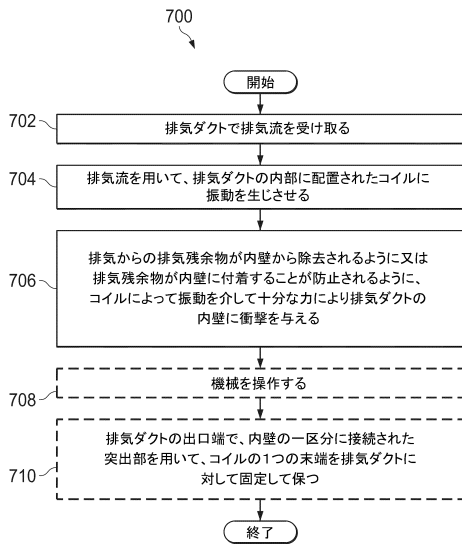 700
開始
702
排気ダクトで排気流を受け取る
704
排気流を用いて、排気ダクトの内部に配置されたコイルに
振動を生じさせる
706
排気からの排気残余物が内壁から除去されるように又は
排気残余物が内壁に付着することが防止されるように、
コイルによって振動を介して十分な力により排気ダクトの
内壁に衝撃を与える
708
機械を操作する
710
排気ダクトの出口端で、内壁の一区分に接続された
突出部を用いて、コイルの1つの末端を排気ダクトに
対して固定して保つ
終了